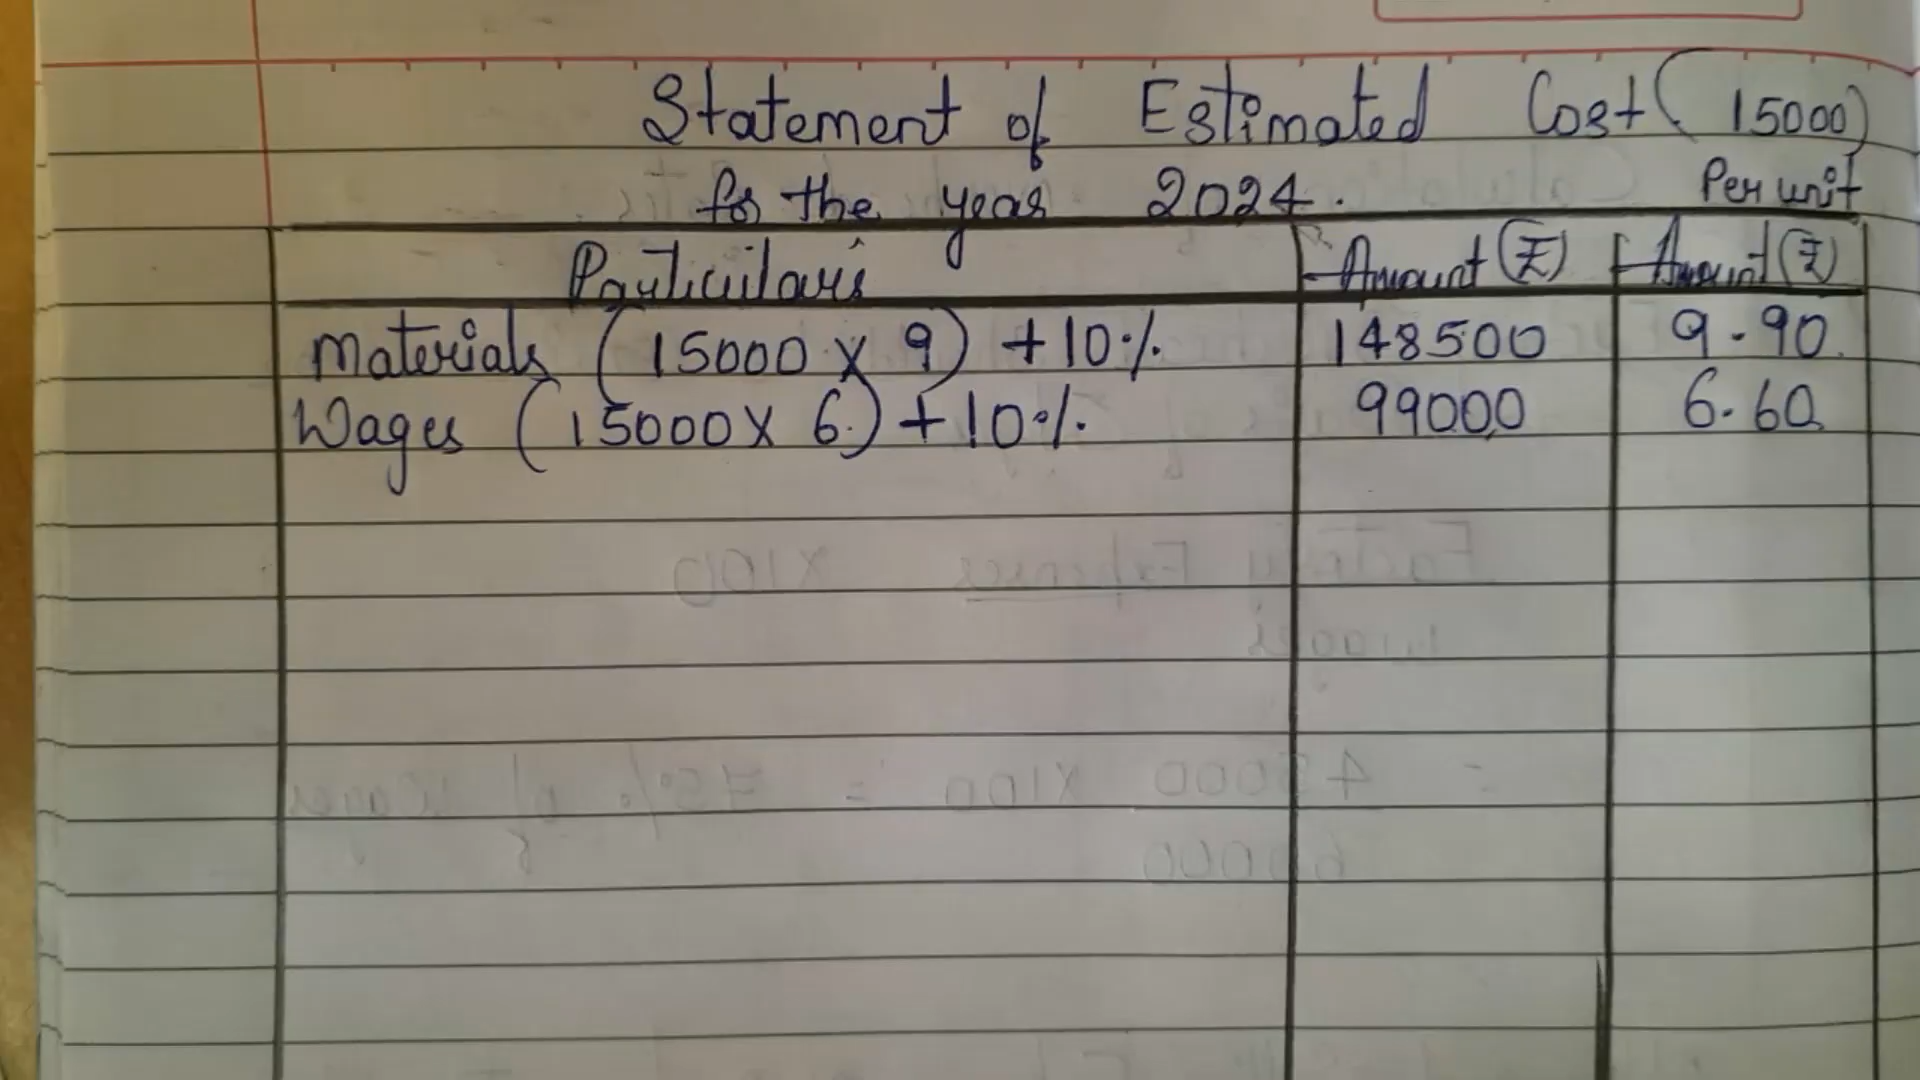 Statement of Estimated Cost (15000)
for the year 2024.
Per unit
Particulars Amount (₹) Amount (₹)
Materials (15000 X 9) +10% 148500 9.90
Wages (15000 X 6) +10% 99000 6.60